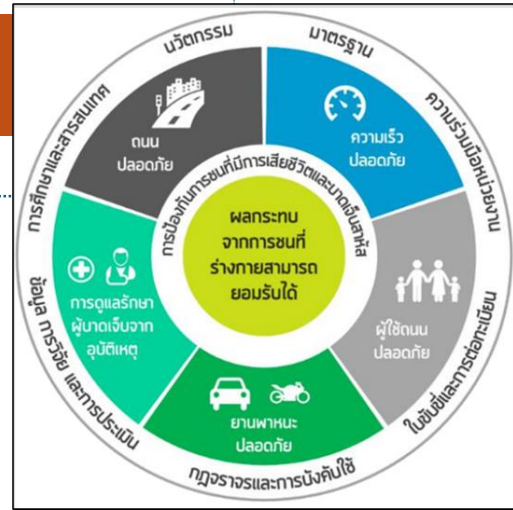 นวัตกรรม
มาตรฐาน
ความร่วมมือหน่วยงาน
ใบขับขี่และการต่อทะเบียน
กฎจราจรและการบังคับใช้
ข้อมูล การวิจัย และการประเมิน
การศึกษาและสารสนเทศ
ถนน
ปลอดภัย
ความเร็ว
ปลอดภัย
ผู้ใช้ถนน
ปลอดภัย
ยานพาหนะ
ปลอดภัย
การดูแลรักษา
ผู้บาดเจ็บจาก
อุบัติเหตุ
การป้องกันการชนที่มีการเสียชีวิตและบาดเจ็บสาหัส
ผลกระทบ
จากการชนที่
ร่างกายสามารถ
ยอมรับได้